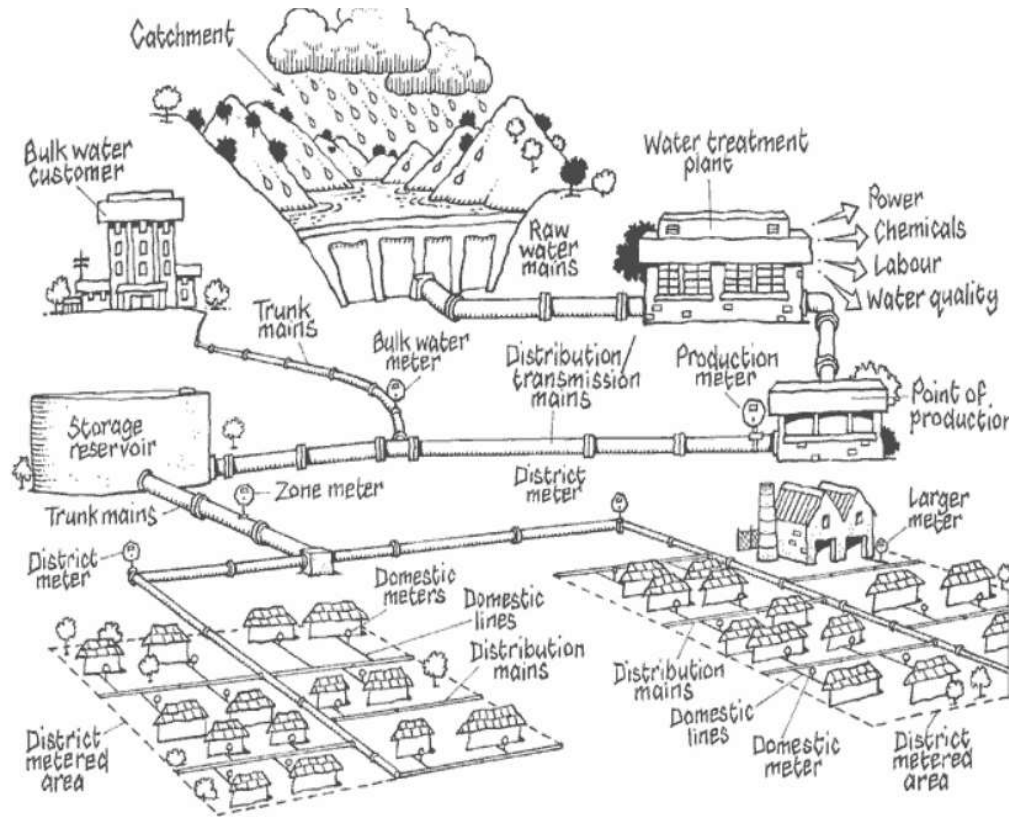 Catchment
Bulk water
customer
Water treatment
plant
Power
Chemicals
Labour
Water quality
Raw
water
mains
Trunk
mains
Bulk water
meter
Distribution
transmission
mains
Production
meter
Point of
production
Storage
reservoir
Zone meter
District
meter
Larger
meter
Trunk mains
District
meter
Domestic
meters
Domestic
lines
Distribution
mains
Distribution
mains
Domestic
lines
Domestic
meter
District
metered
area
District
metered
area